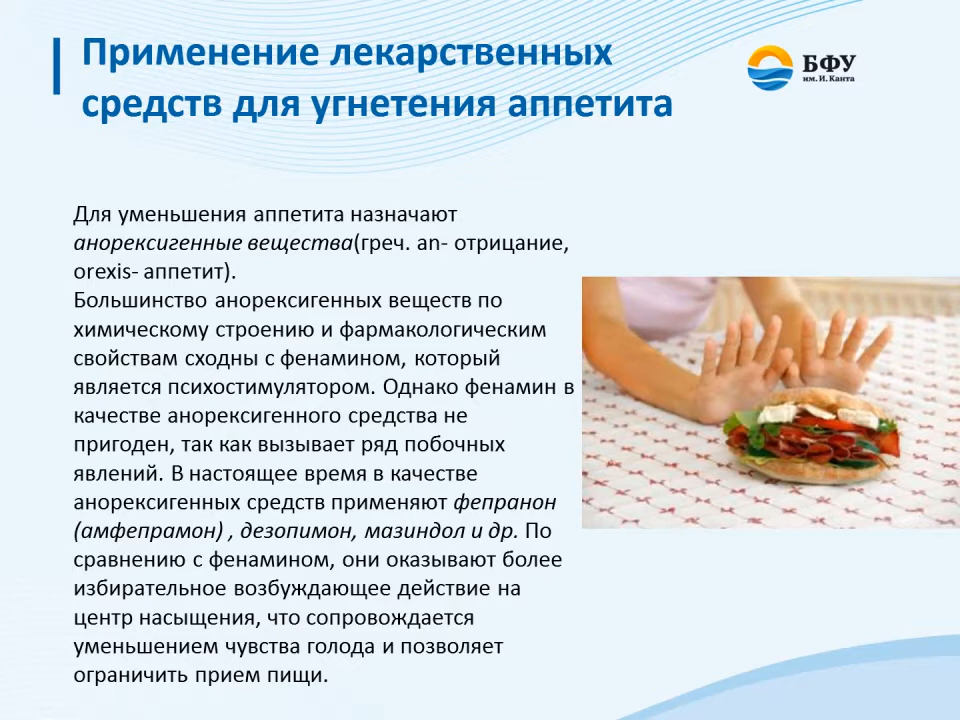 Применение лекарственных
средств для угнетения аппетита
БФУ
им. И. Канта
Для уменьшения аппетита назначают
анорексигенные вещества(греч. an- отрицание,
orexis- аппетит).
Большинство анорексигенных веществ по
химическому строению и фармакологическим
свойствам сходны с фенамином, который
является психостимулятором. Однако фенамин в
качестве анорексигенного средства не
пригоден, так как вызывает ряд побочных
явлений. В настоящее время в качестве
анорексигенных средств применяют фепранон
(амфепрамон) , дезопимон, мазиндол и др. По
сравнению с фенамином, они оказывают более
избирательное возбуждающее действие на
центр насыщения, что сопровождается
уменьшением чувства голода и позволяет
ограничить прием пищи.